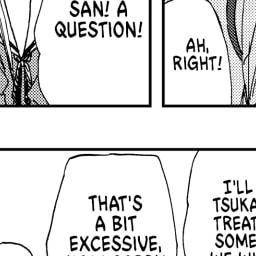 AH,
RIGHT!
SAN! A
QUESTION!
I'LL
TSUKA
TREAT
SOME
THAT'S
A BIT
EXCESSIVE,